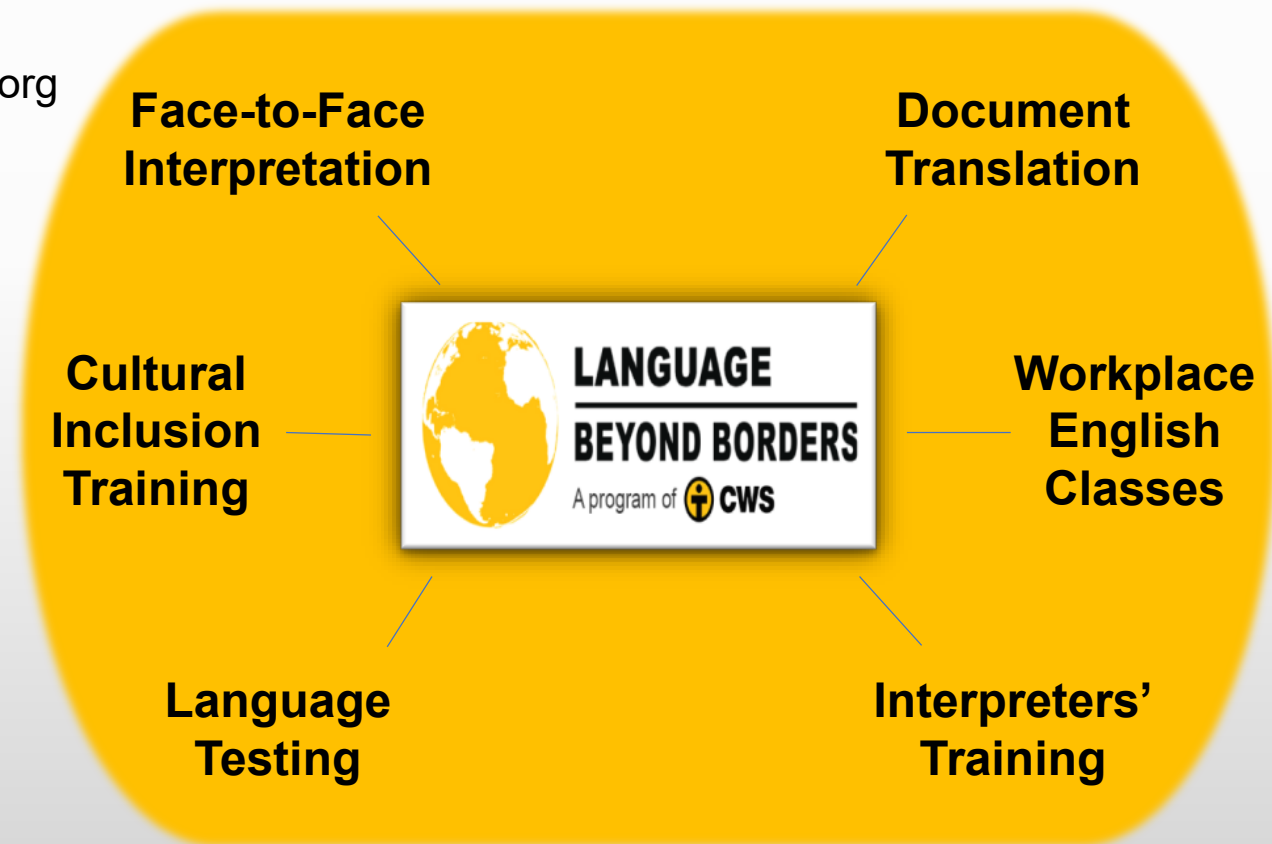 org
Face-to-Face
Interpretation
Document
Translation
Cultural
Inclusion
Training
LANGUAGE
BEYOND BORDERS
A program of CWS
Workplace
English
Classes
Language
Testing
Interpreters’
Training